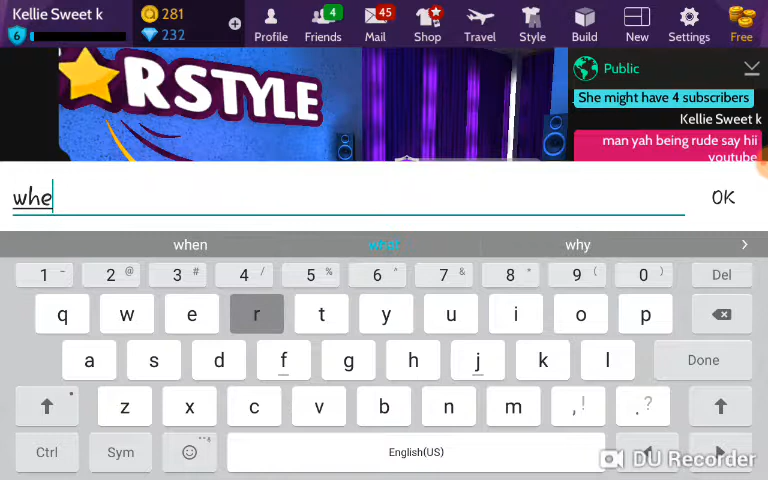 Kellie Sweet k
6
281
232
4
45
Profile
Friends
Mail
Shop
Travel
Style
Build
New
Settings
Free
RSTYLE
Public
She might have 4 subscribers
Kellie Sweet k
man yah being rude say hii
youtube
whe
OK
when
why
1 - 2 @ 3 # 4 / 5 % 6 ^ 7 & 8 * 9 ( 0 ) Del
q w e r t y u i o p
a s d f g h j k l Done
z x c v b n m , ! . ?
Ctrl Sym English(US)
DU Recorder